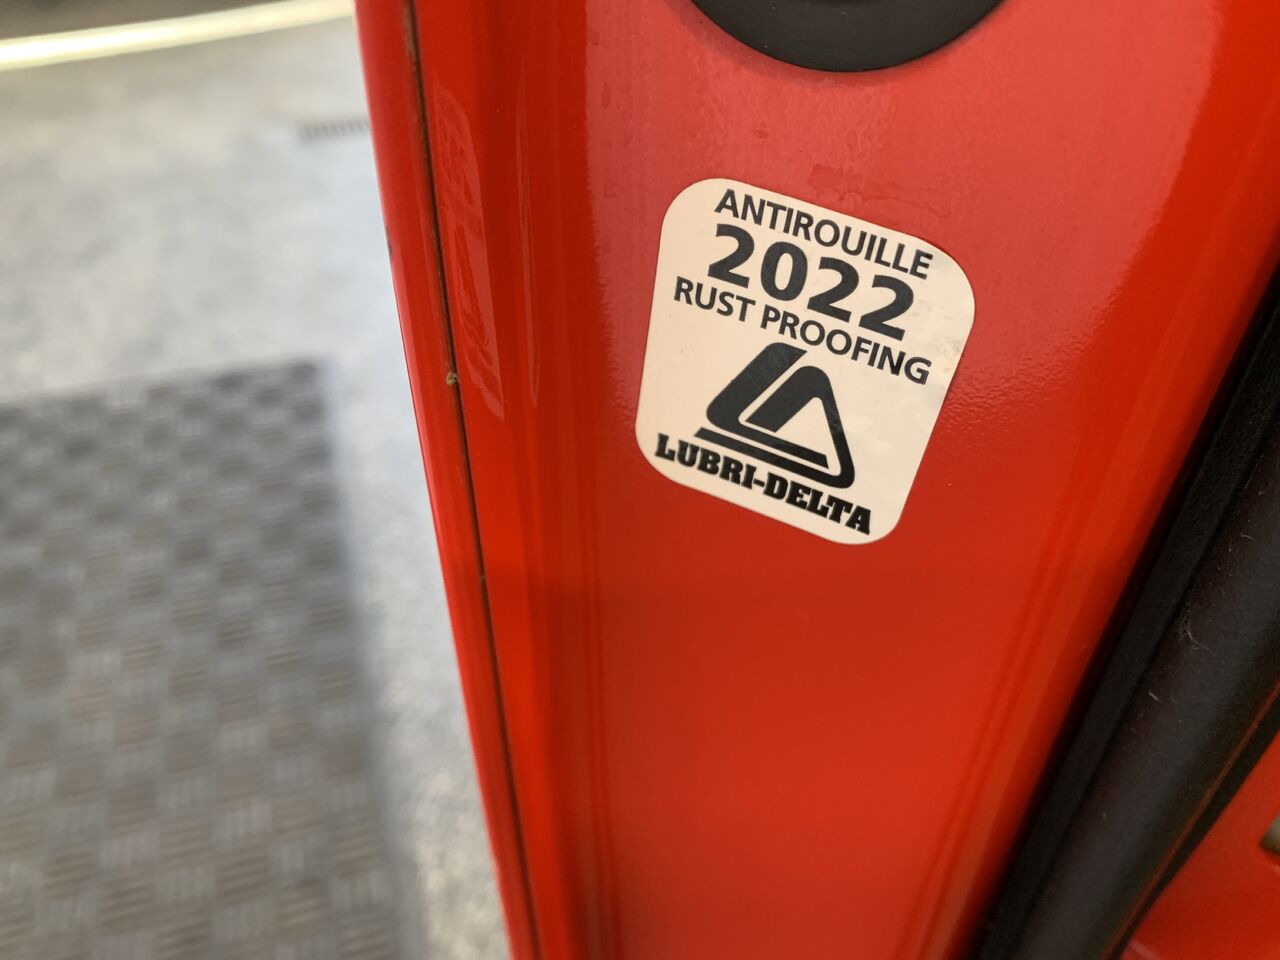 ANTIROUILLE
2022
RUST PROOFING
LUBRI-DELTA